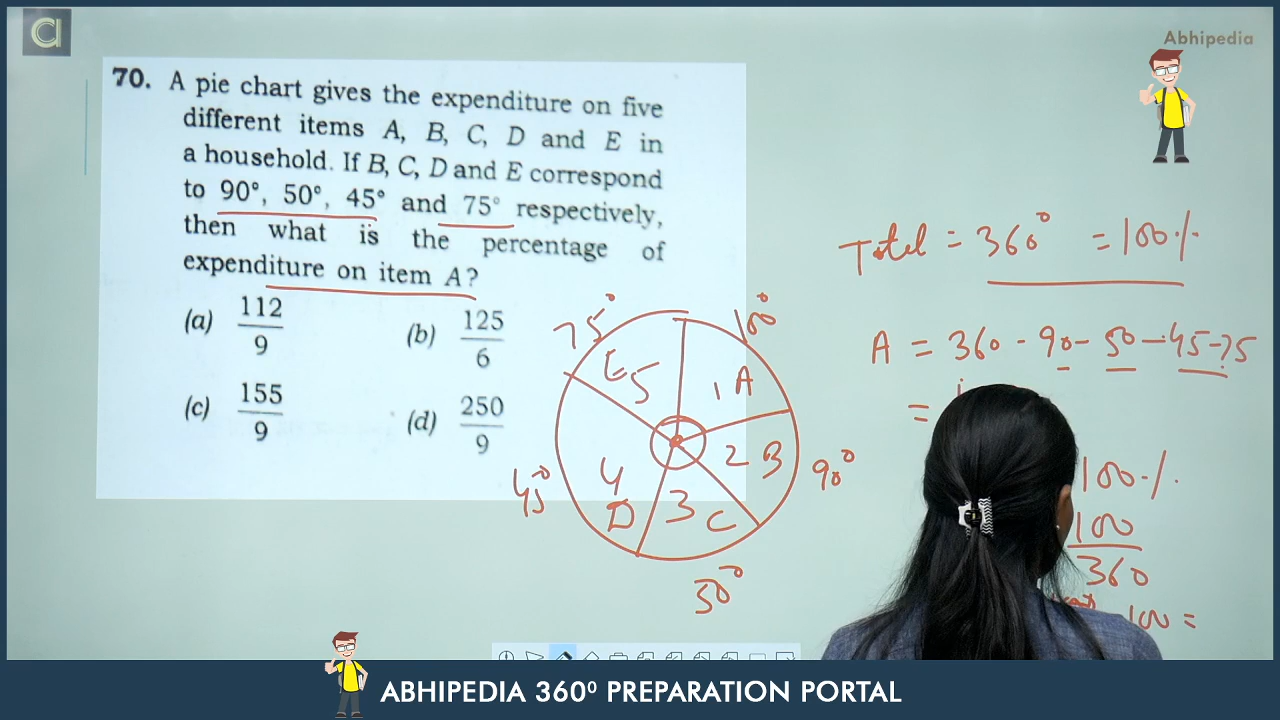 Abhipedia
70. A pie chart gives the expenditure on five
different items A, B, C, D and E in
a household. If B, C, D and E correspond
to 90°, 50°, 45° and 75° respectively,
then what is the percentage of
expenditure on item A?
(a) 112/9
(b) 125/6
(c) 155/9
(d) 250/9
Total = 360° = 100%
A = 360 - 90 - 50 - 45 - 75
=
100%
100
360
100 =
75°
100°
E 5
1 A
2 B
90°
4
D
3 C
45°
50°
ABHIPEDIA 360° PREPARATION PORTAL